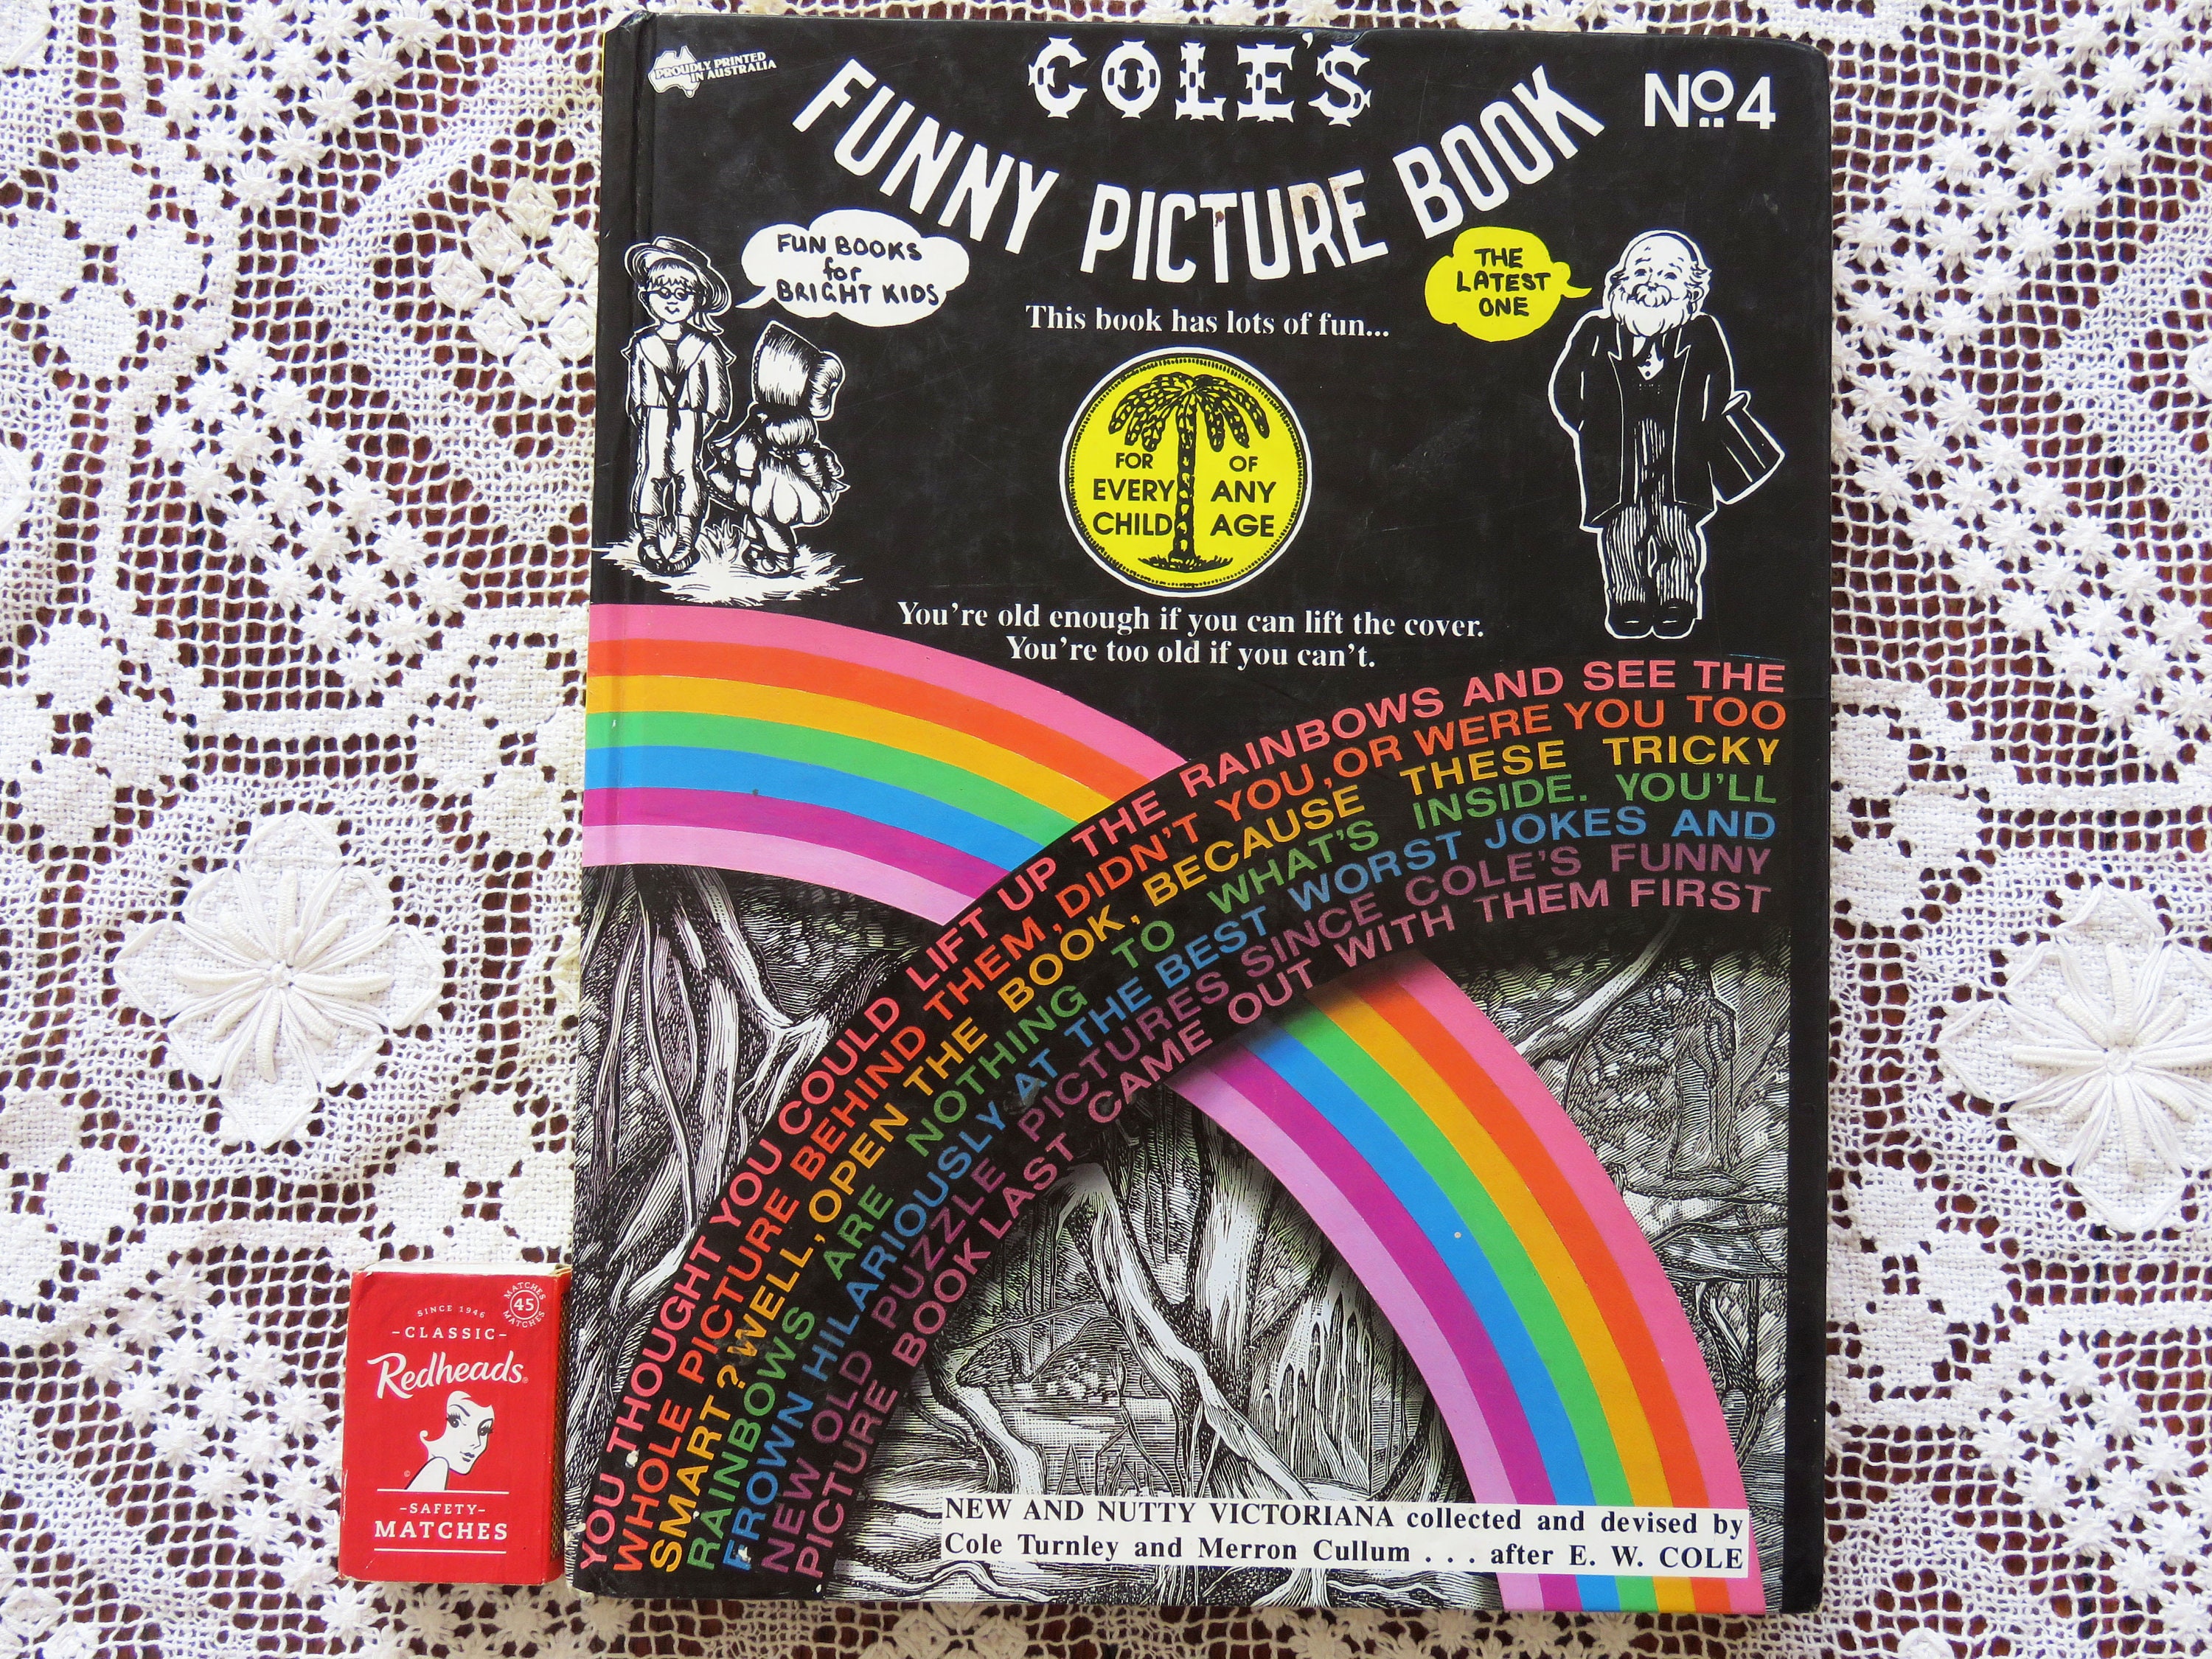 PROUDLY PRINTED
IN AUSTRALIA
COLE'S
FUNNY PICTURE BOOK
No 4
FUN BOOKS
for
BRIGHT KIDS
THE
LATEST
ONE
This book has lots of fun...
FOR EVERY CHILD
OF ANY AGE
You're old enough if you can lift the cover.
You're too old if you can't.
YOU THOUGHT YOU COULD LIFT UP THE RAINBOWS AND SEE THE
WHOLE PICTURE BEHIND THEM, DIDN'T YOU, OR WERE YOU TOO
SMART? WELL, OPEN THE BOOK, BECAUSE THESE TRICKY
RAINBOWS ARE NOTHING TO WHAT'S INSIDE. YOU'LL
FROWN HILARIOUSLY AT THE BEST WORST JOKES AND
NEW OLD PUZZLE PICTURES SINCE COLE'S FUNNY
PICTURE BOOK LAST CAME OUT WITH THEM FIRST
NEW AND NUTTY VICTORIANA collected and devised by
Cole Turnley and Merron Cullum . . . after E. W. COLE
MATCHES
45
MATCHES
SINCE 1946
-CLASSIC-
Redheads®
©
-SAFETY-
MATCHES